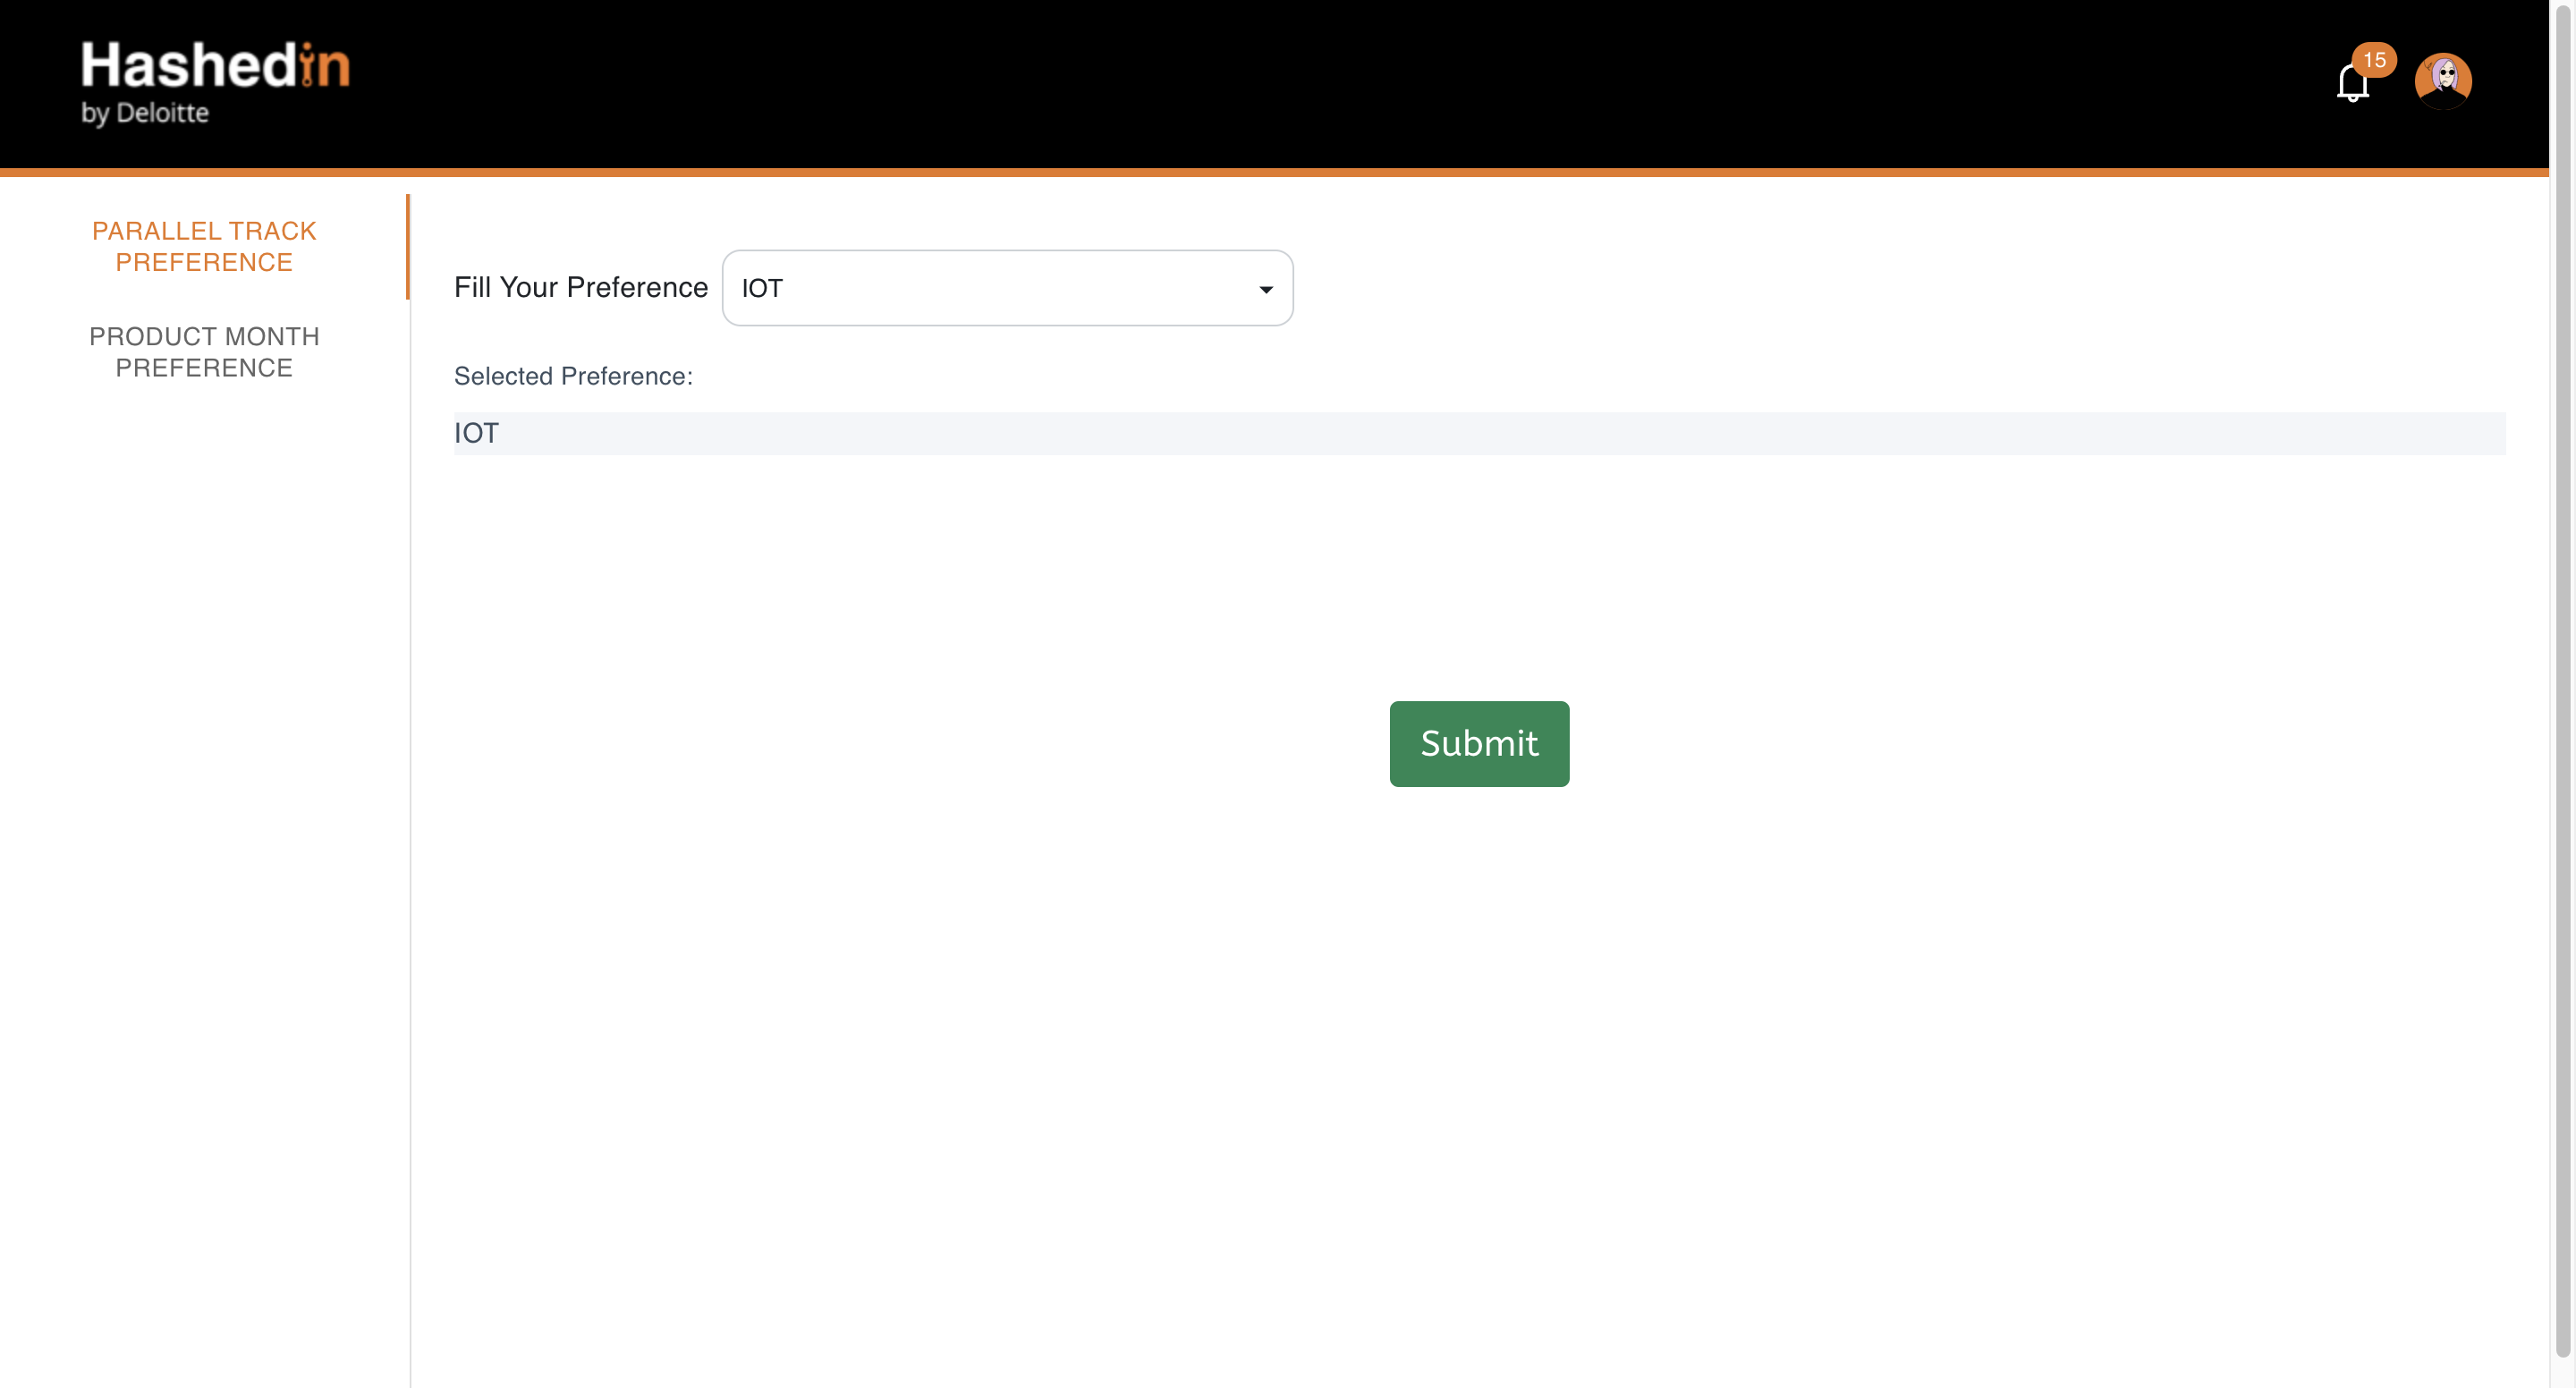 Hashedin
by Deloitte
15
PARALLEL TRACK
PREFERENCE
PRODUCT MONTH
PREFERENCE
Fill Your Preference
IOT
Selected Preference:
IOT
Submit